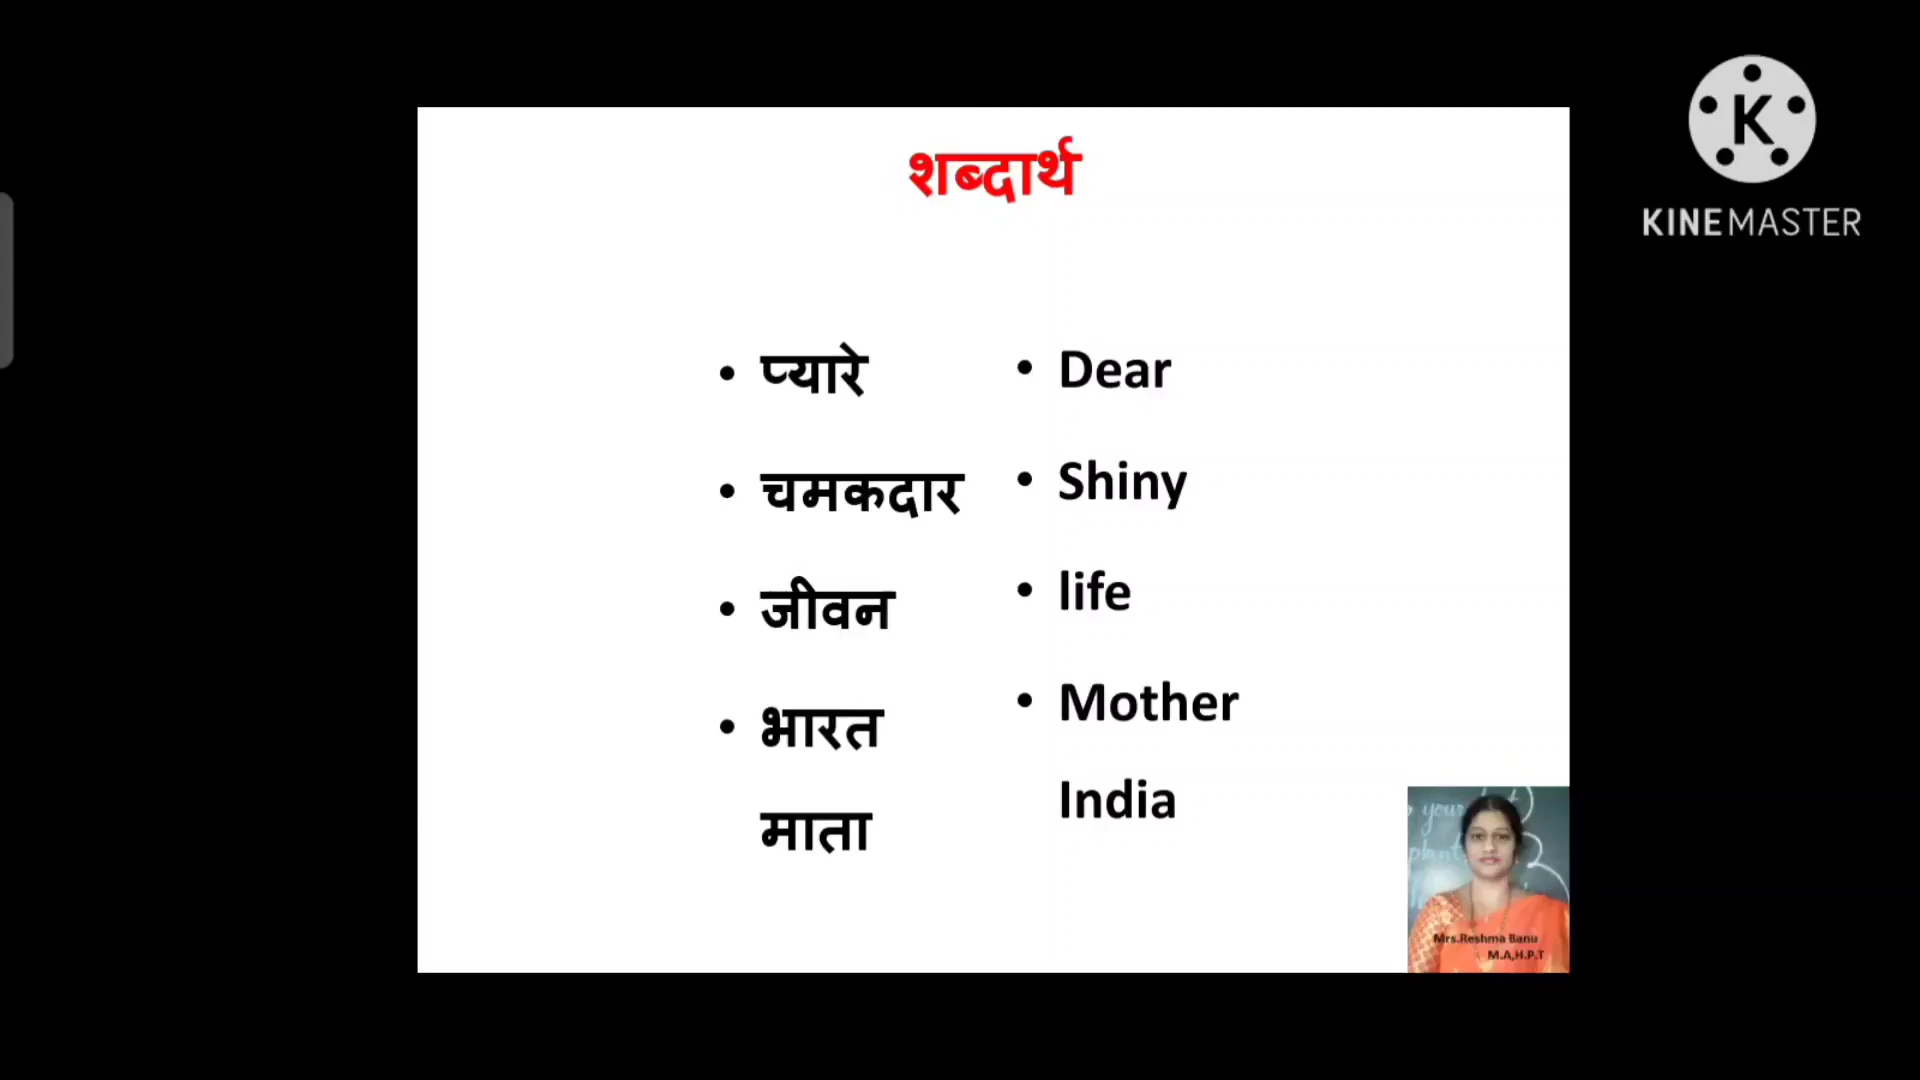 KINEMASTER
शब्दार्थ
• प्यारे
• चमकदार
• जीवन
• भारत
माता
• Dear
• Shiny
• life
• Mother
India
Mrs.Reshma Banu
M.A,H.P.T